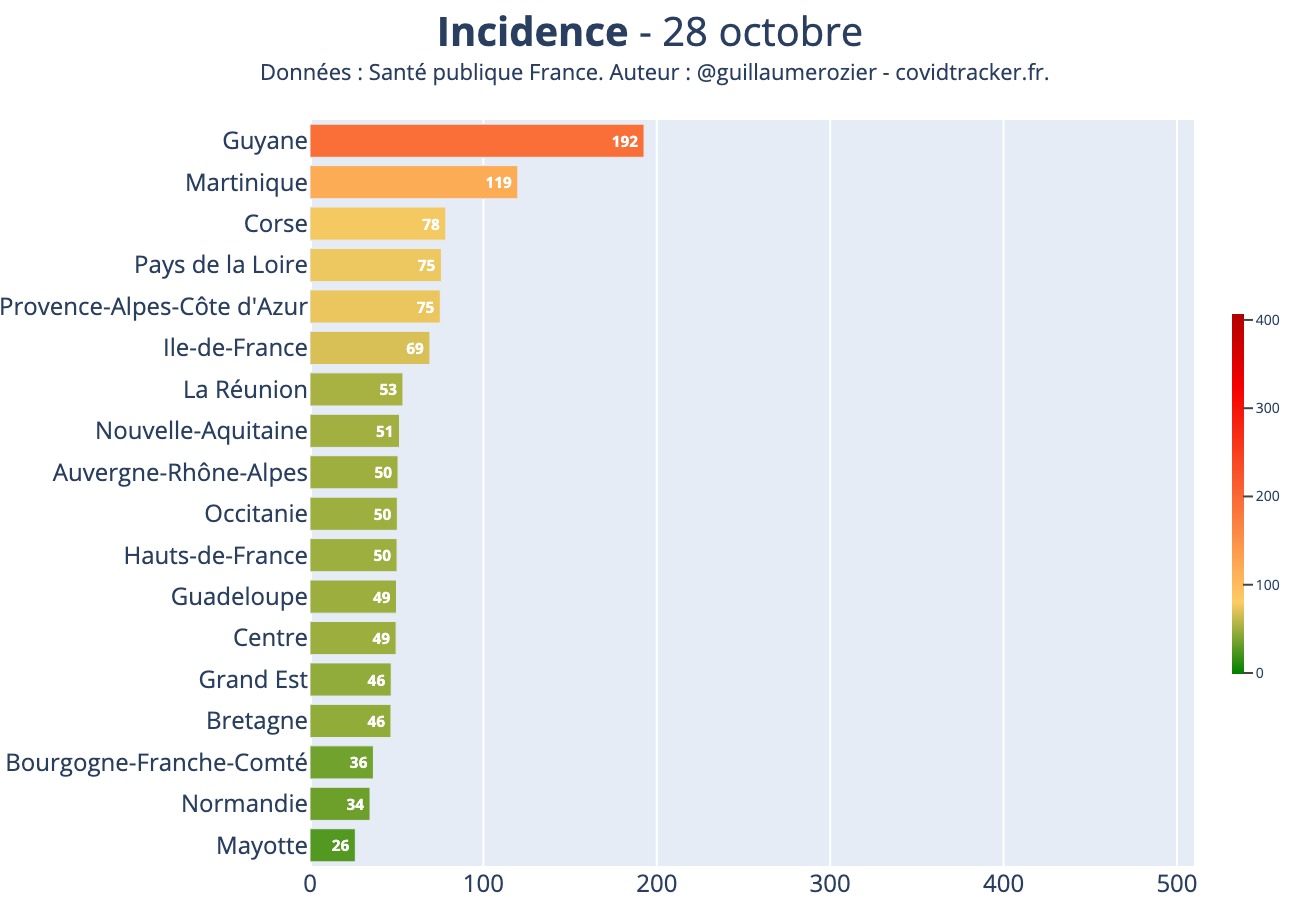 Incidence - 28 octobre
Données : Santé publique France. Auteur : @guillaumerozier - covidtracker.fr.
Guyane 192
Martinique 119
Corse 78
Pays de la Loire 75
Provence-Alpes-Côte d'Azur 75
Ile-de-France 69
La Réunion 53
Nouvelle-Aquitaine 51
Auvergne-Rhône-Alpes 50
Occitanie 50
Hauts-de-France 50
Guadeloupe 49
Centre 49
Grand Est 46
Bretagne 46
Bourgogne-Franche-Comté 36
Normandie 34
Mayotte 26
0 100 200 300 400 500
400
300
200
100
0